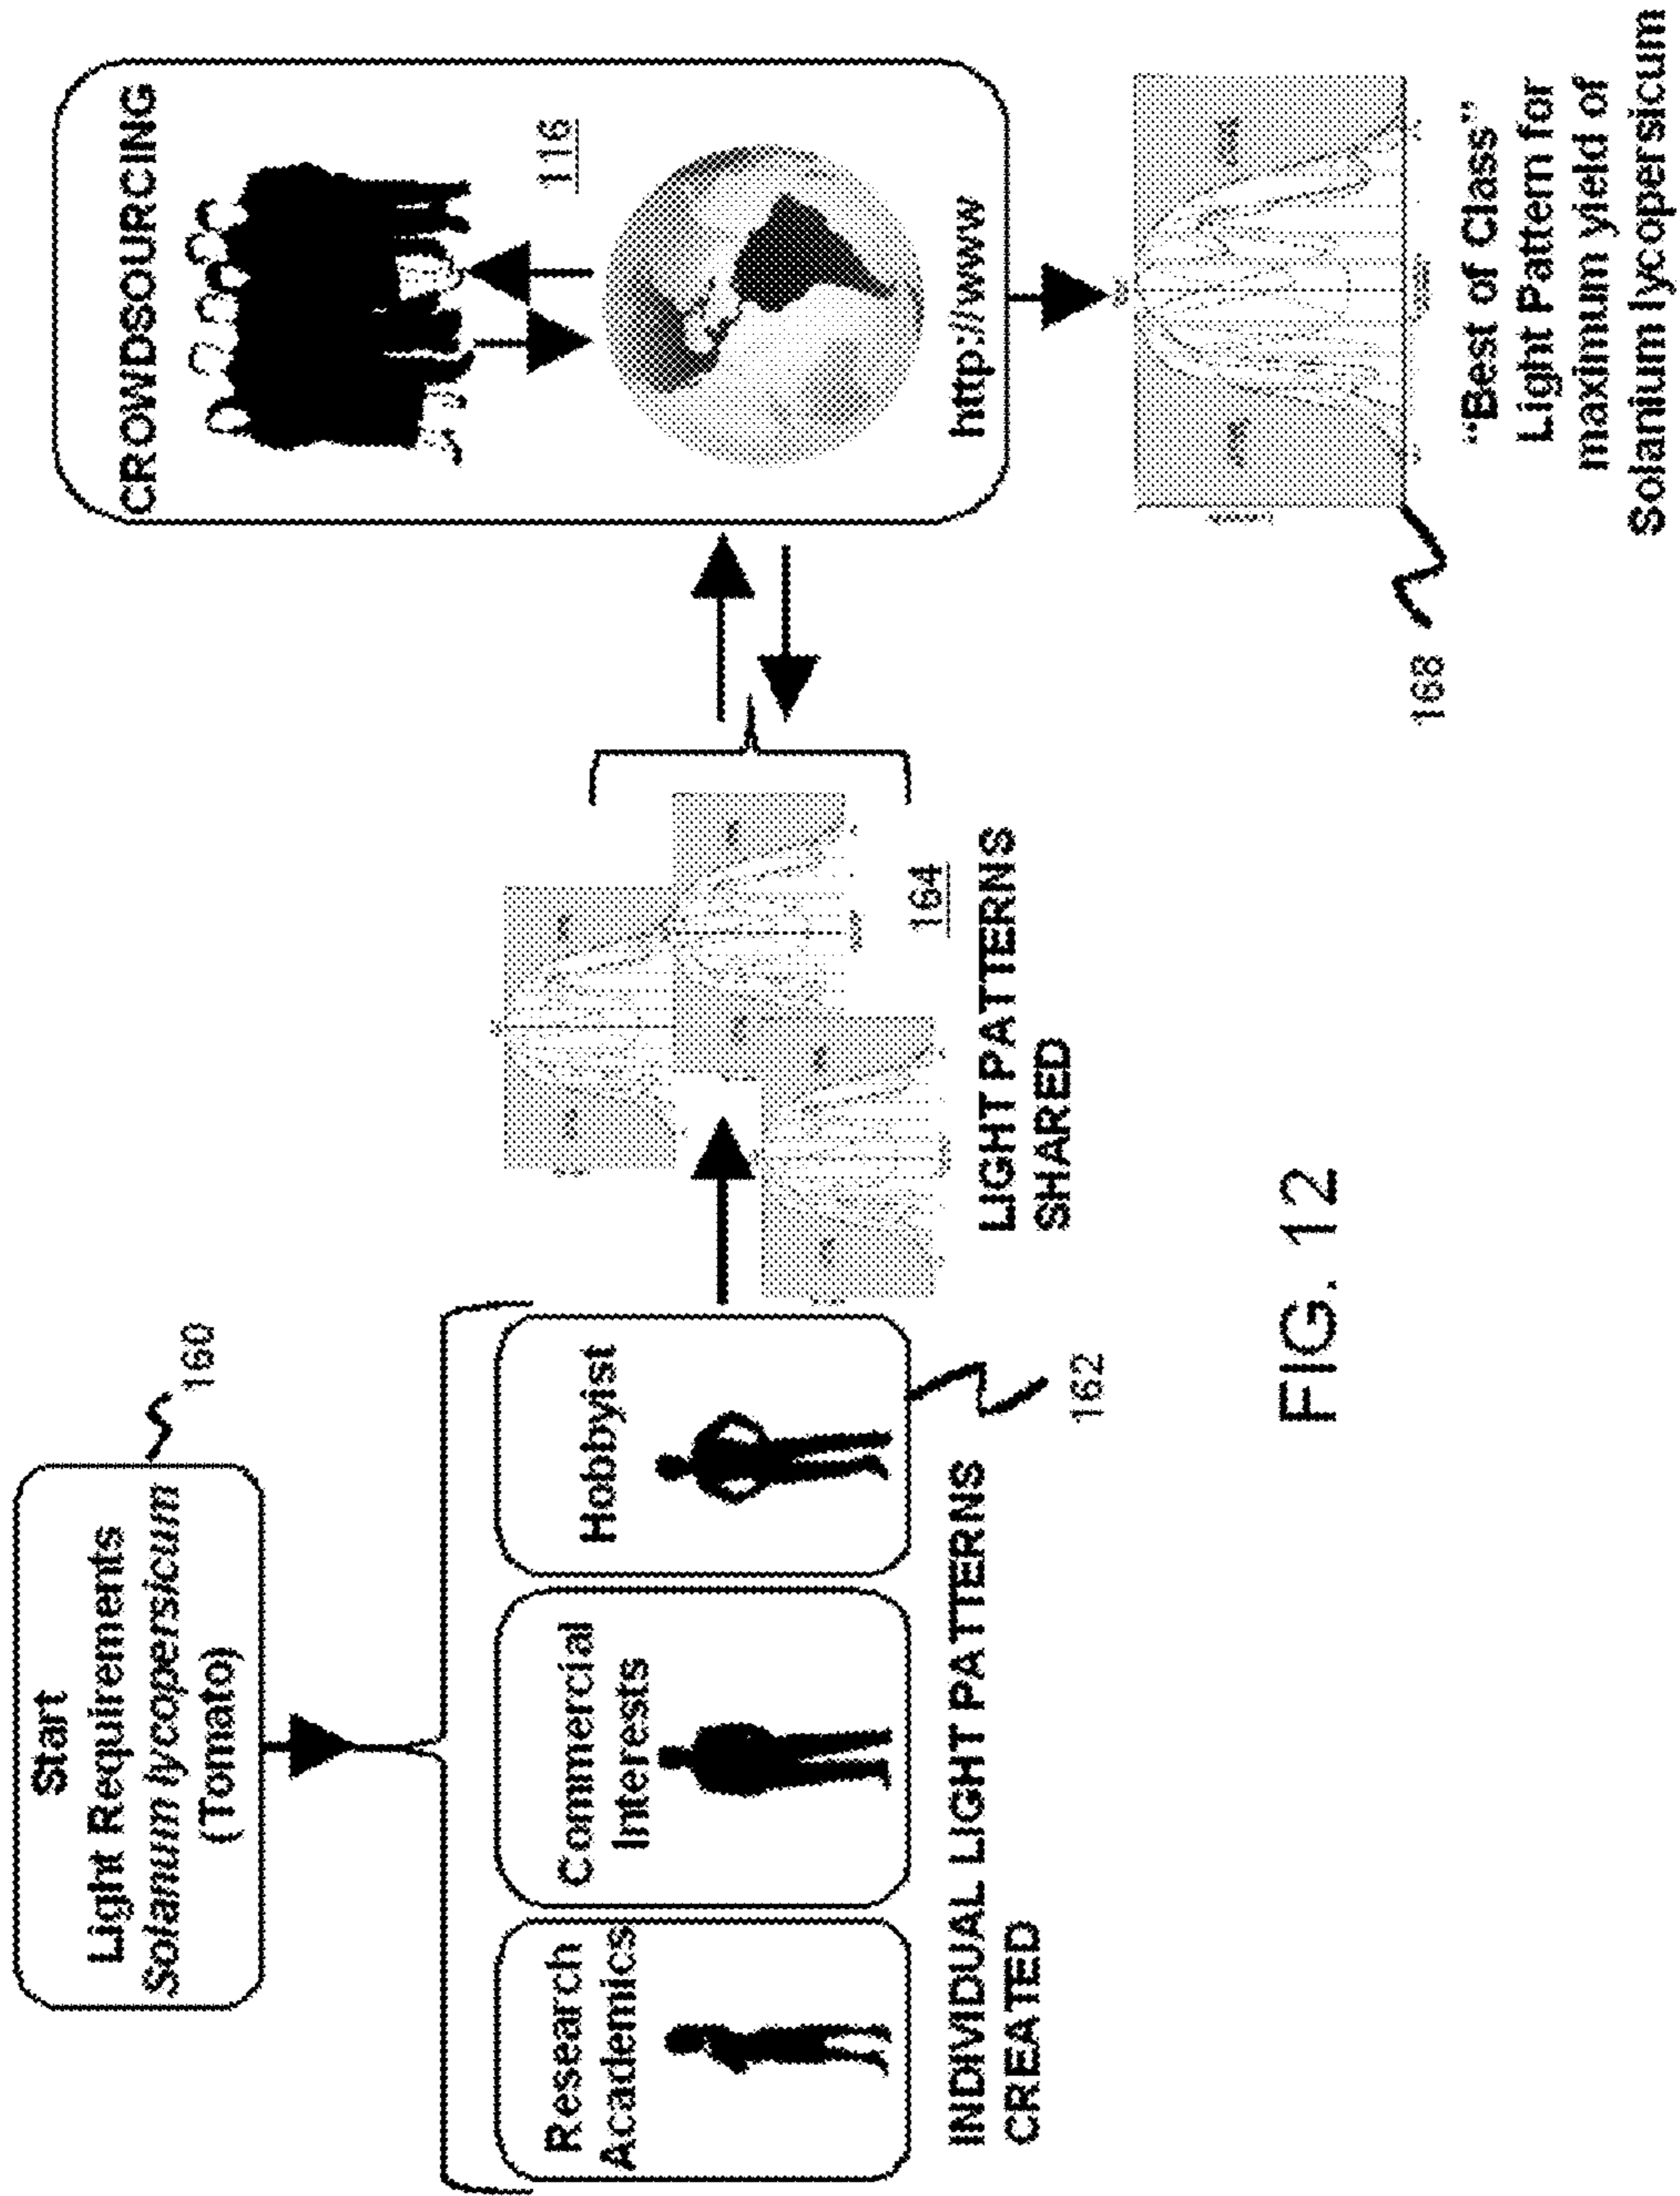 Start
Light Requirements
Solanum lycopersicum
(Tomato)
160
Research
Academics
Commercial
Interests
Hobbyist
INDIVIDUAL LIGHT PATTERNS
CREATED
162
164
LIGHT PATTERNS
SHARED
CROWDSOURCING
116
http://www
168
"Best of Class"
Light Pattern for
maximum yield of
Solanium lycopersicum
FIG. 12